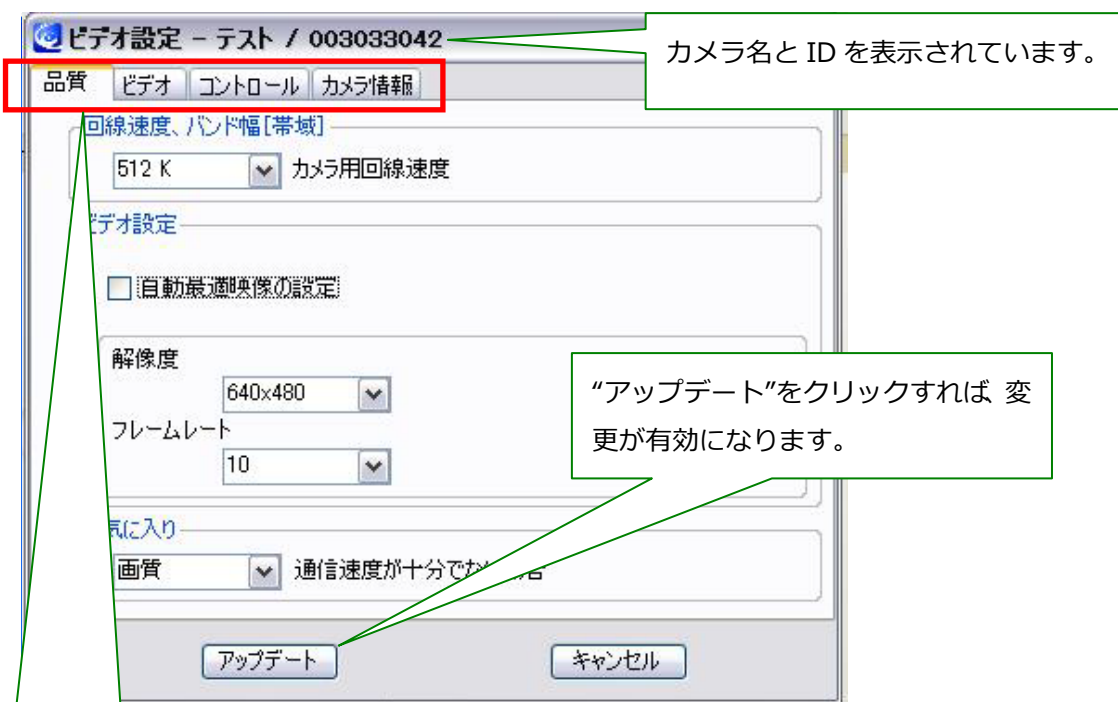 ビデオ設定 - テスト / 003033042
カメラ名と ID を表示されています。
品質 ビデオ コントロール カメラ情報
回線速度、バンド幅[帯域]
512 K カメラ用回線速度
デオ設定
自動最適映像の設定
解像度
640x480
フレームレート
10
“アップデート”をクリックすれば、変
更が有効になります。
気に入り
画質 通信速度が十分でな
アップデート キャンセル